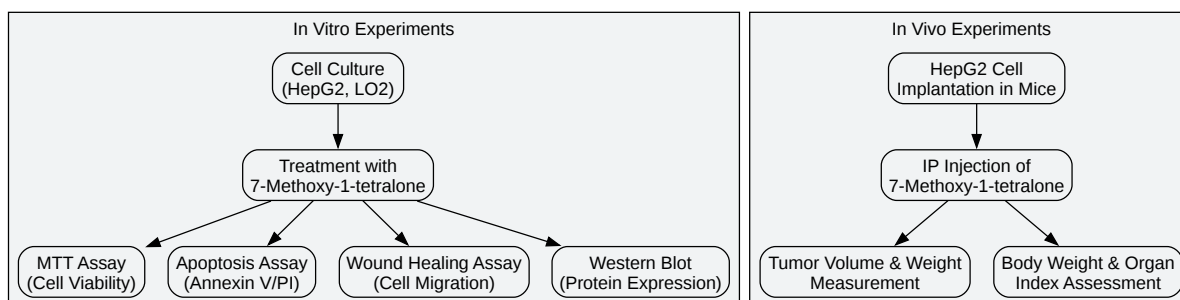 In Vitro Experiments
Cell Culture
(HepG2, LO2)
Treatment with
7-Methoxy-1-tetralone
MTT Assay
(Cell Viability)
Apoptosis Assay
(Annexin V/PI)
Wound Healing Assay
(Cell Migration)
Western Blot
(Protein Expression)
In Vivo Experiments
HepG2 Cell
Implantation in Mice
IP Injection of
7-Methoxy-1-tetralone
Tumor Volume & Weight
Measurement
Body Weight & Organ
Index Assessment